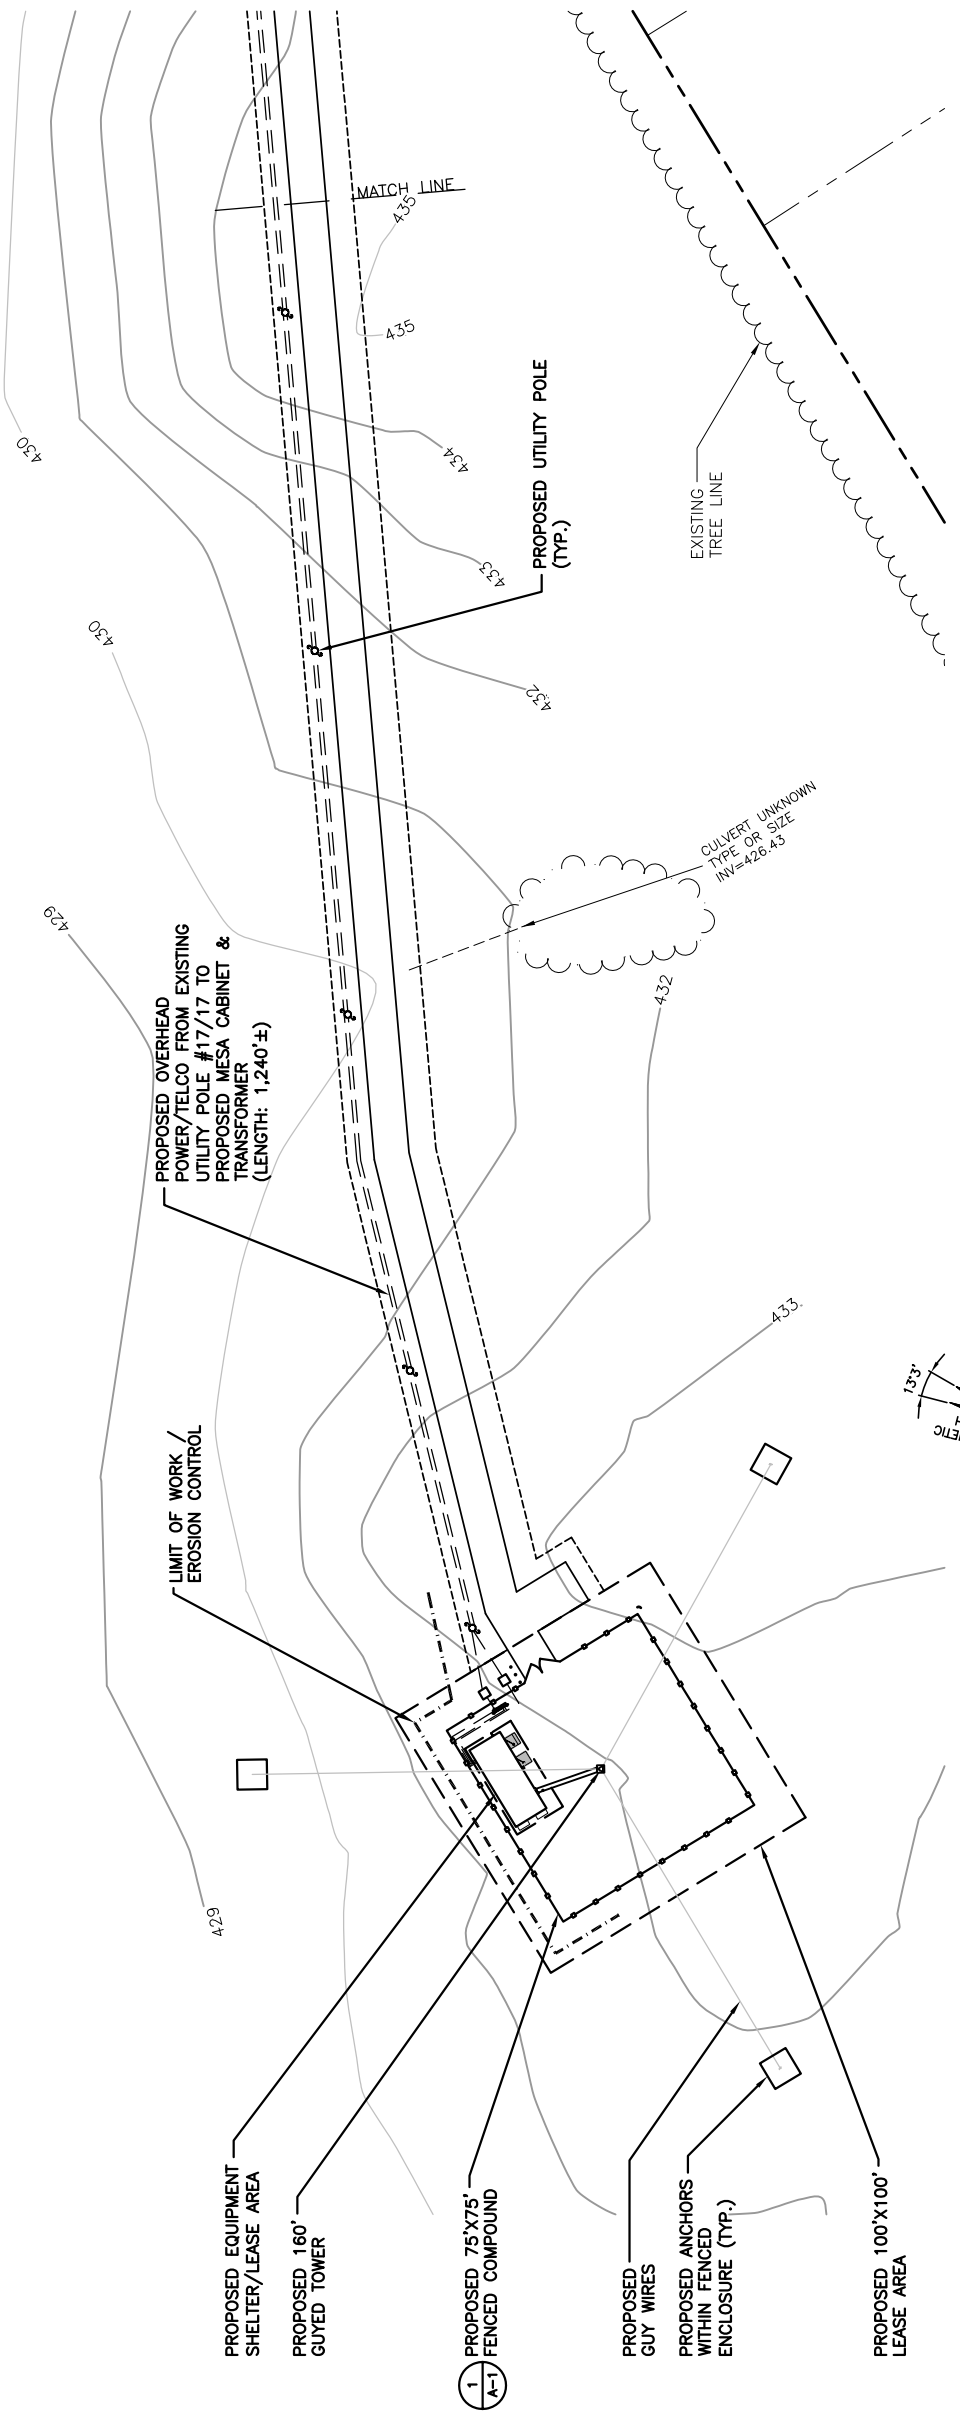 MATCH LINE
435
435
430
434
433
432
PROPOSED UTILITY POLE
(TYP.)
EXISTING
TREE LINE
430
429
CULVERT UNKNOWN
TYPE OR SIZE
INV=426.43
PROPOSED OVERHEAD
POWER/TELCO FROM EXISTING
UTILITY POLE #17/17 TO
PROPOSED MESA CABINET &
TRANSFORMER
(LENGTH: 1,240'±)
432
433
13°3'
LIMIT OF WORK /
EROSION CONTROL
429
PROPOSED EQUIPMENT
SHELTER/LEASE AREA
PROPOSED 160'
GUYED TOWER
PROPOSED 75'X75'
FENCED COMPOUND
1
A-1
PROPOSED
GUY WIRES
PROPOSED ANCHORS
WITHIN FENCED
ENCLOSURE (TYP.)
PROPOSED 100'X100'
LEASE AREA